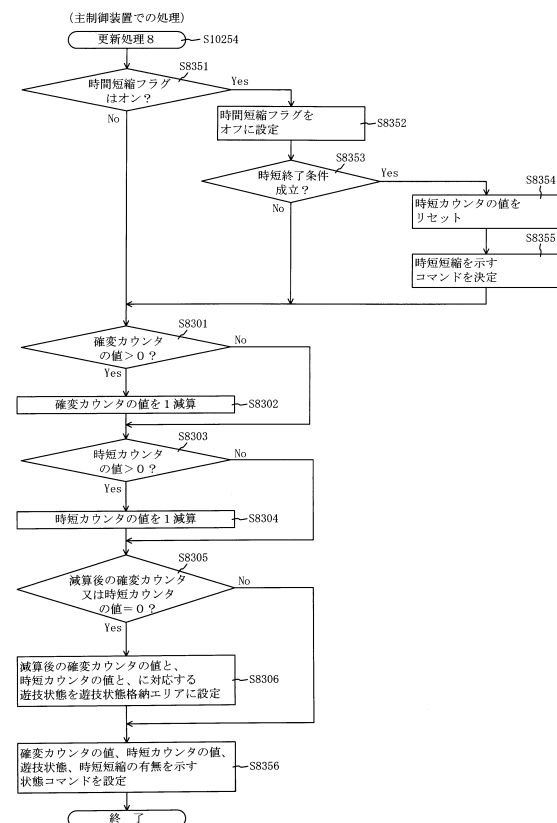 (主制御装置での処理)
更新処理8
S10254
S8351
時間短縮フラグ
はオン?
Yes
No
時間短縮フラグを
オフに設定
S8352
S8353
時短終了条件
成立?
Yes
No
S8354
時短カウンタの値を
リセット
S8355
時短短縮を示す
コマンドを決定
S8301
確変カウンタ
の値>0?
No
Yes
確変カウンタの値を1減算
S8302
S8303
時短カウンタ
の値>0?
No
Yes
時短カウンタの値を1減算
S8304
S8305
減算後の確変カウンタ
又は時短カウンタ
の値=0?
No
Yes
減算後の確変カウンタの値と、
時短カウンタの値と、に対応する
遊技状態を遊技状態格納エリアに設定
S8306
確変カウンタの値、時短カウンタの値、
遊技状態、時短短縮の有無を示す
状態コマンドを設定
S8356
終 了